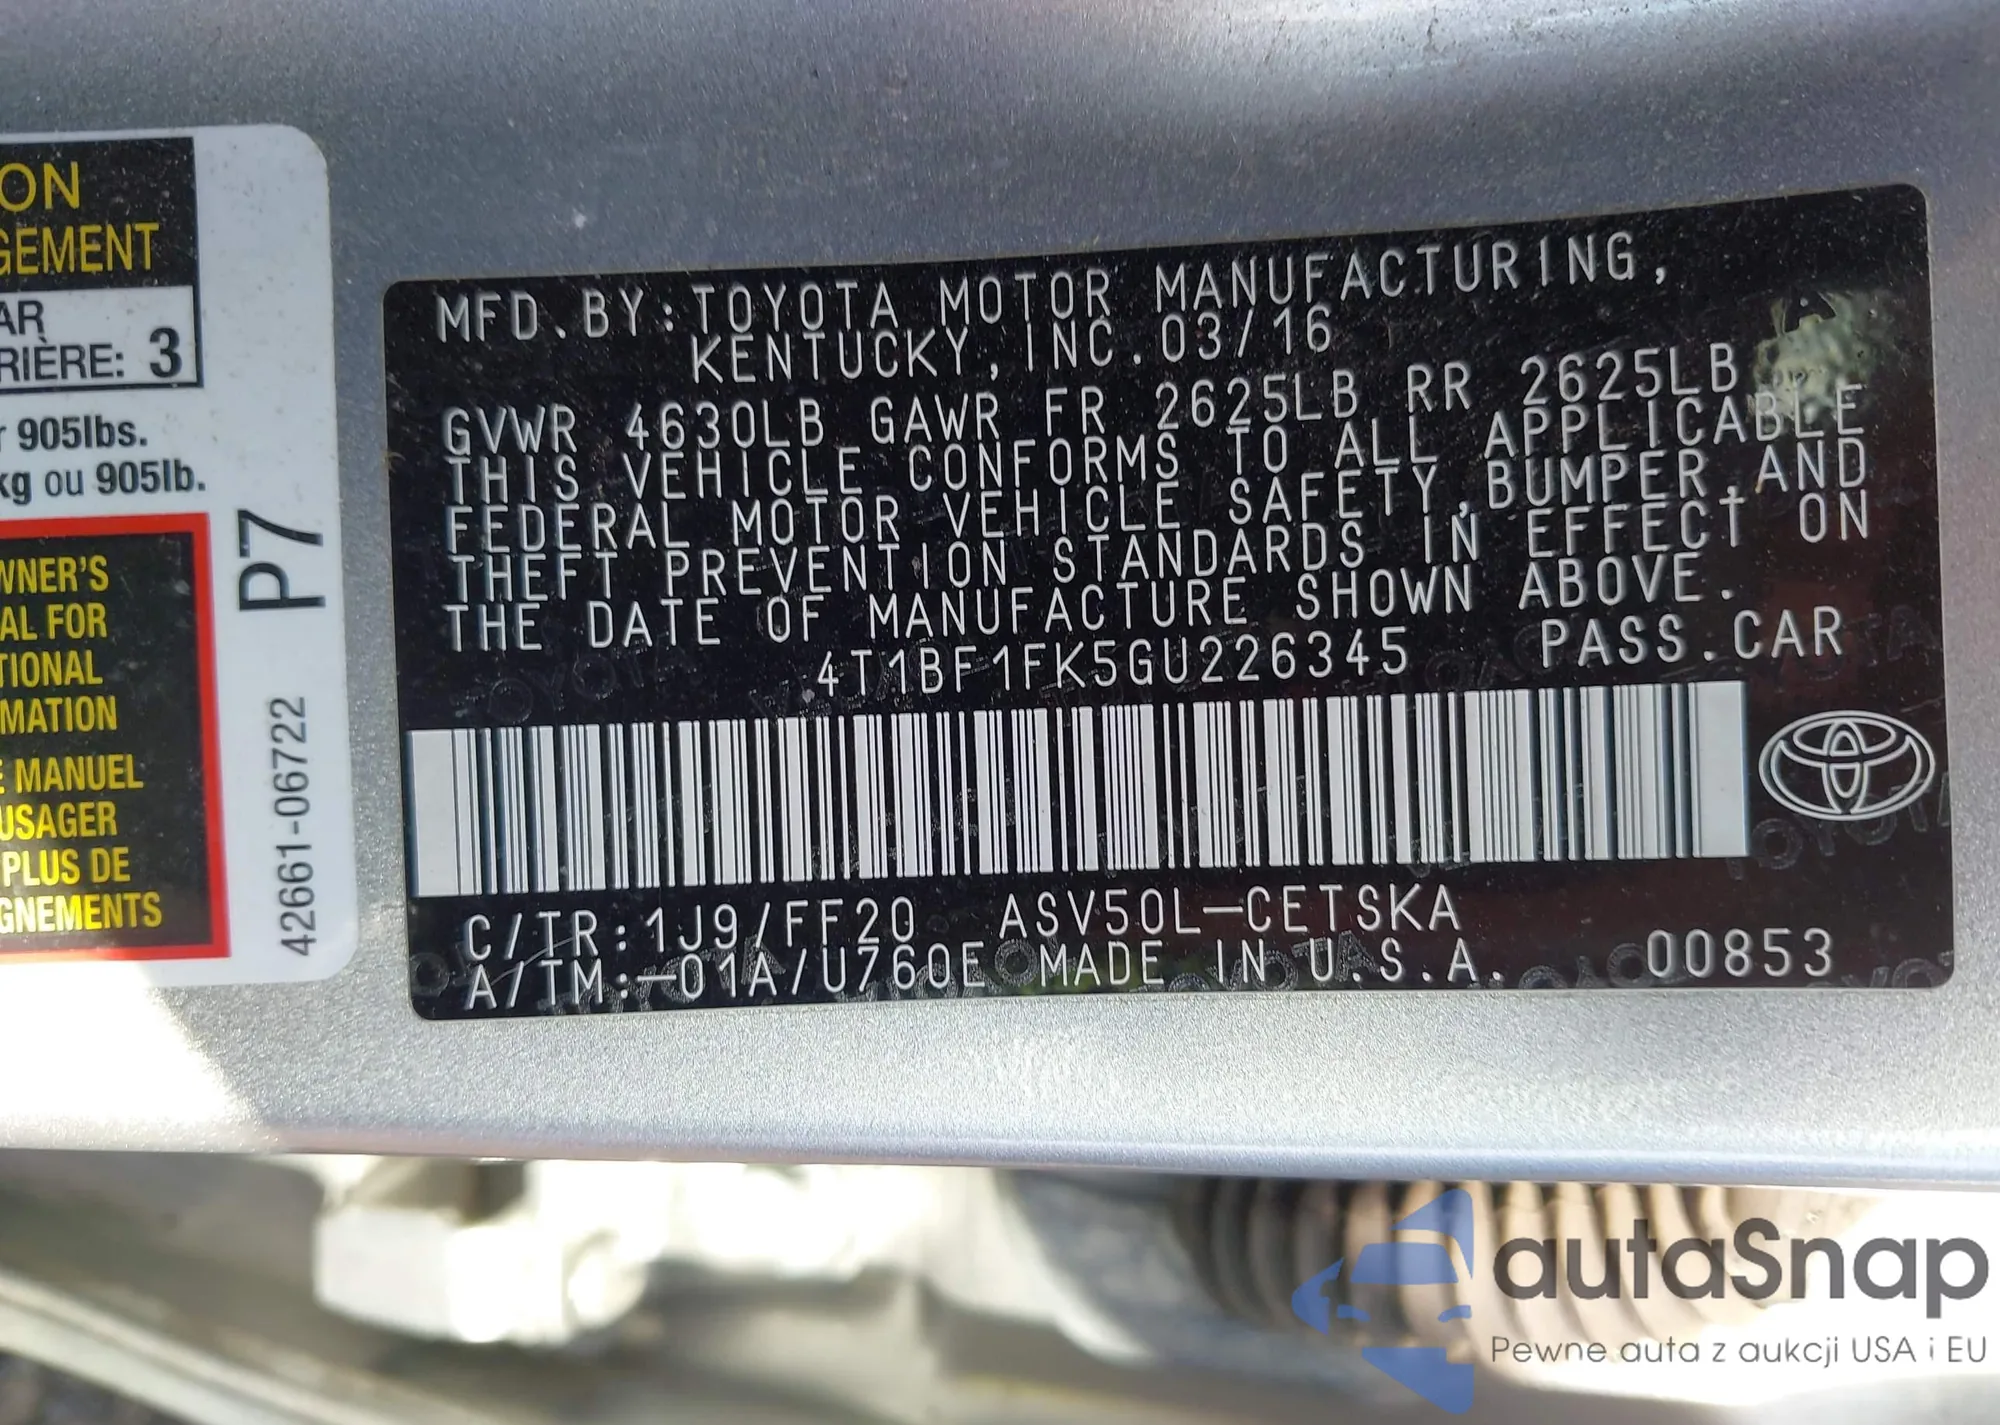 ON
GEMENT
AR
RIÈRE: 3
r 905lbs.
kg ou 905lb.
WNER'S
AL FOR
TIONAL
MATION
E MANUEL
USAGER
PLUS DE
GNEMENTS
P7
42661-06722
MFD.BY:TOYOTA MOTOR MANUFACTURING,
KENTUCKY,INC.03/16
GVWR 4630LB GAWR FR 2625LB RR 2625LB
THIS VEHICLE CONFORMS TO ALL APPLICABLE
FEDERAL MOTOR VEHICLE SAFETY,BUMPER,AND
THEFT PREVENTION STANDARDS IN EFFECT ON
THE DATE OF MANUFACTURE SHOWN ABOVE.
4T1BF1FK5GU226345 PASS.CAR
C/TR:1J9/FF20 ASV50L-CETSKA
A/TM:-01A/U760E MADE IN U.S.A. 00853
autaSnap
Pewne auta z aukcji USA i EU